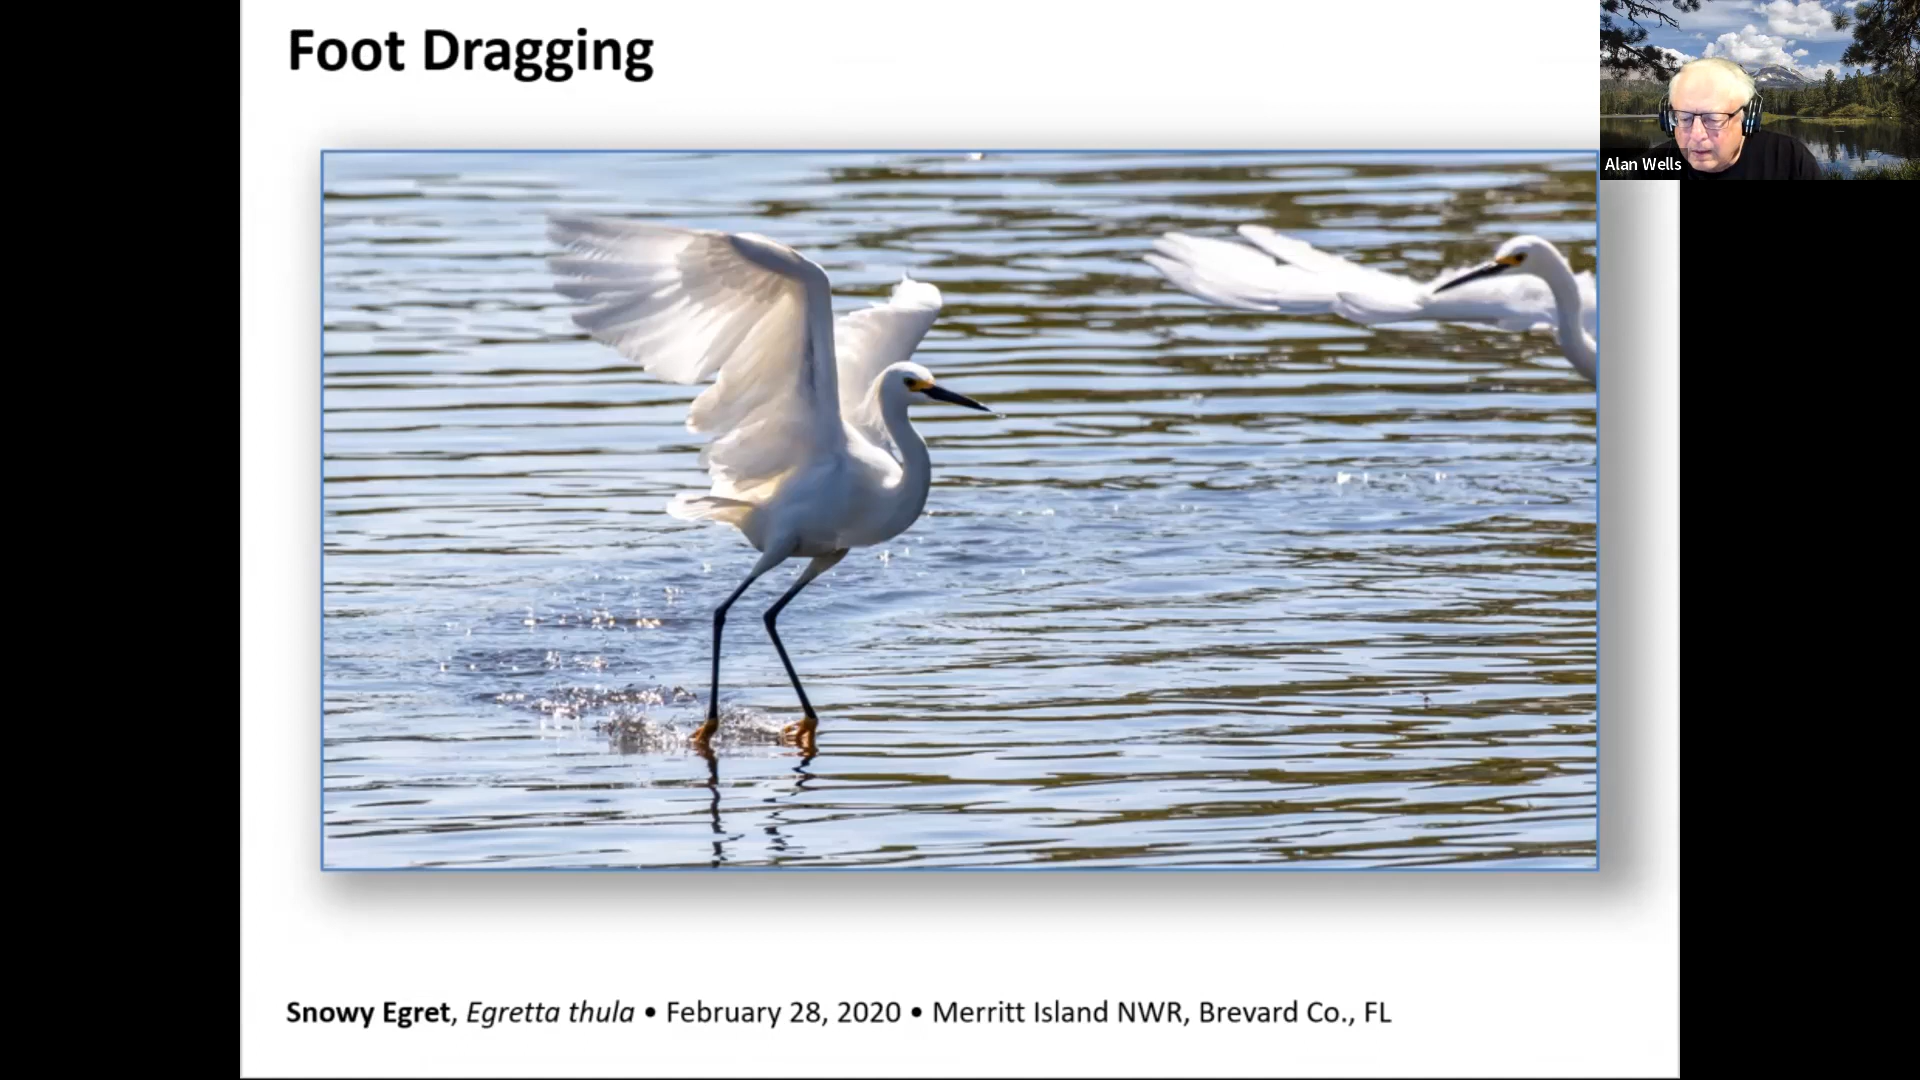 Foot Dragging
Alan Wells
Snowy Egret, Egretta thula • February 28, 2020 • Merritt Island NWR, Brevard Co., FL